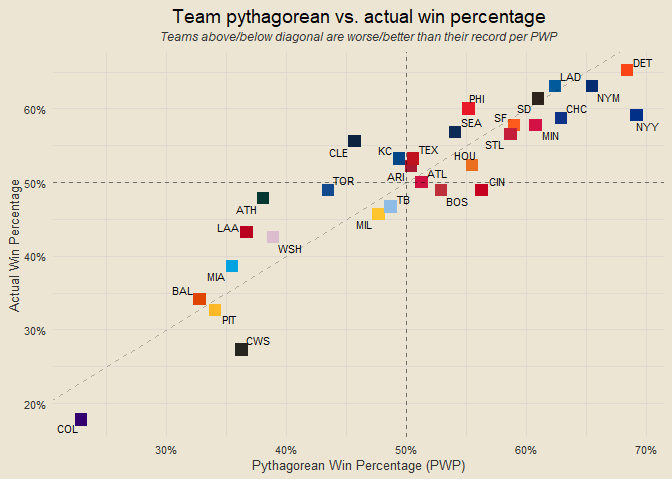 Team pythagorean vs. actual win percentage
Teams above/below diagonal are worse/better than their record per PWP
DET
LAD
NYM
PHI
SD
CHC
NYY
60%
SEA
SF
MIN
STL
CLE
KC
TEX
HOU
50%
TOR
ARI
ATL
CIN
BOS
ATH
TB
MIL
LAA
WSH
40%
MIA
BAL
PIT
30%
CWS
20%
COL
Actual Win Percentage
30%
40%
50%
60%
70%
Pythagorean Win Percentage (PWP)